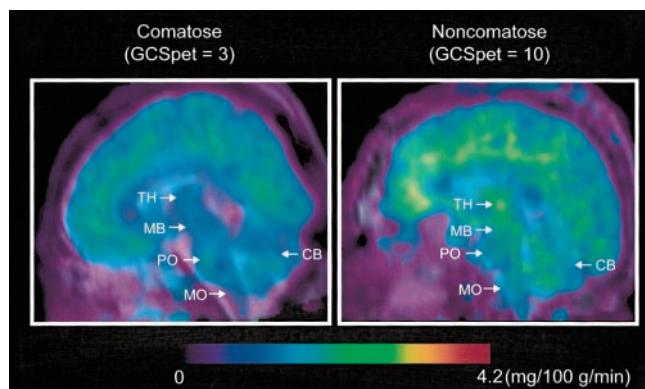 Comatose
(GCSpet = 3)
Noncomatose
(GCSpet = 10)
TH
MB
PO
MO
CB
TH
MB
PO
MO
CB
0
4.2 (mg/100 g/min)